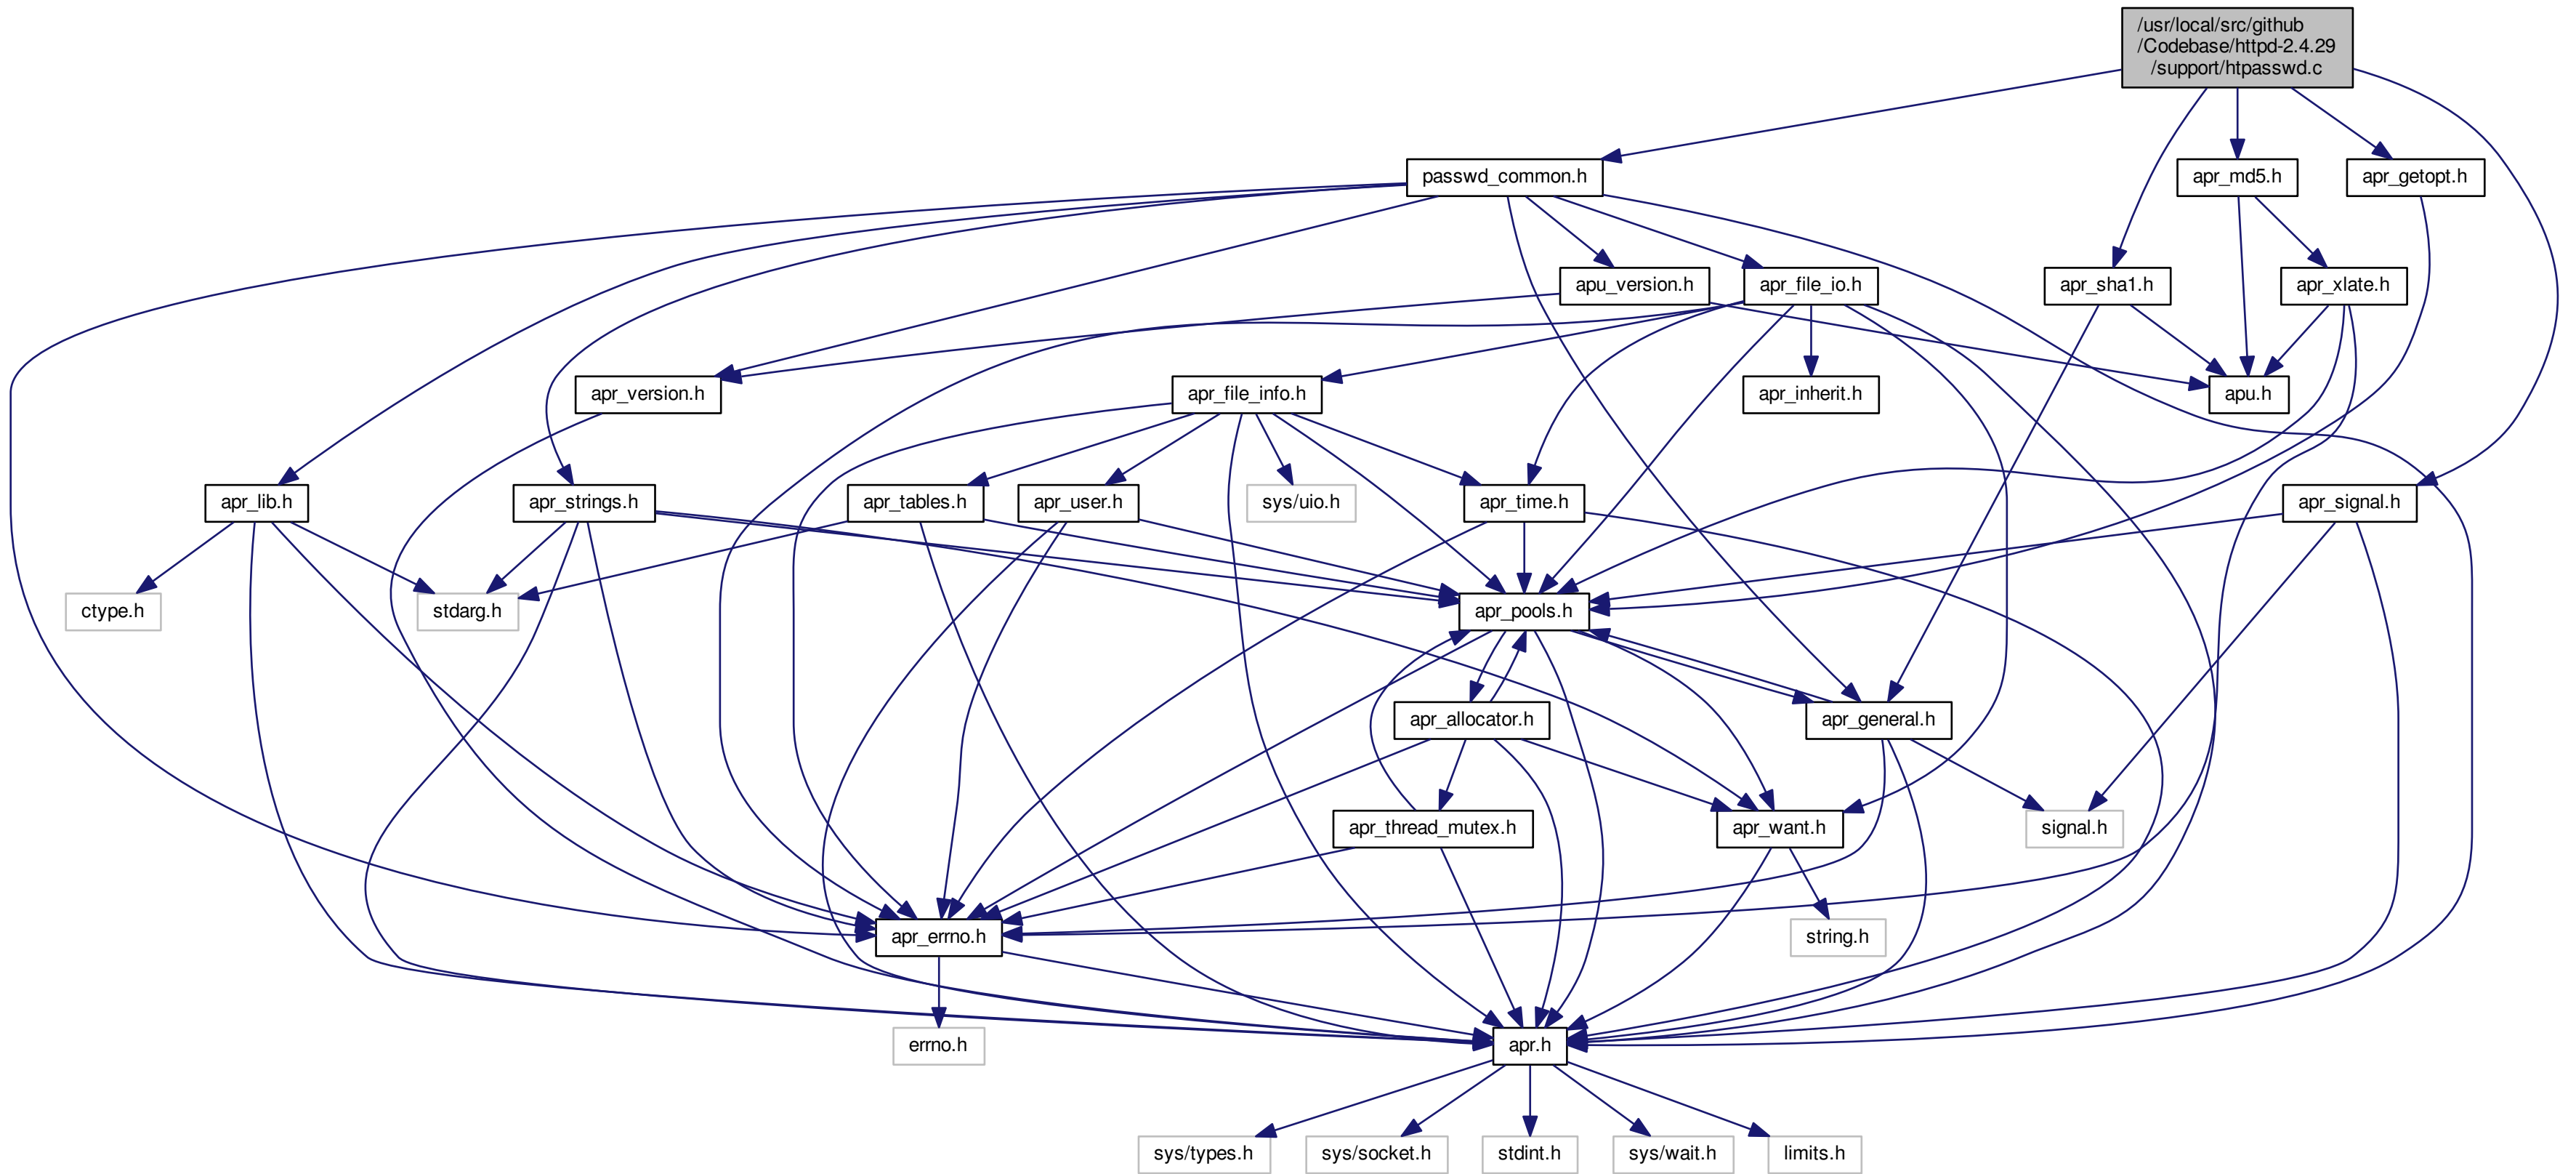 /usr/local/src/github
/Codebase/httpd-2.4.29
/support/htpasswd.c
passwd_common.h
apr_md5.h
apr_getopt.h
apu_version.h
apr_file_io.h
apr_sha1.h
apr_xlate.h
apr_version.h
apr_file_info.h
apr_inherit.h
apu.h
apr_lib.h
apr_strings.h
apr_tables.h
apr_user.h
sys/uio.h
apr_time.h
apr_signal.h
ctype.h
stdarg.h
apr_pools.h
apr_allocator.h
apr_general.h
apr_thread_mutex.h
apr_want.h
signal.h
apr_errno.h
string.h
errno.h
apr.h
sys/types.h
sys/socket.h
stdint.h
sys/wait.h
limits.h